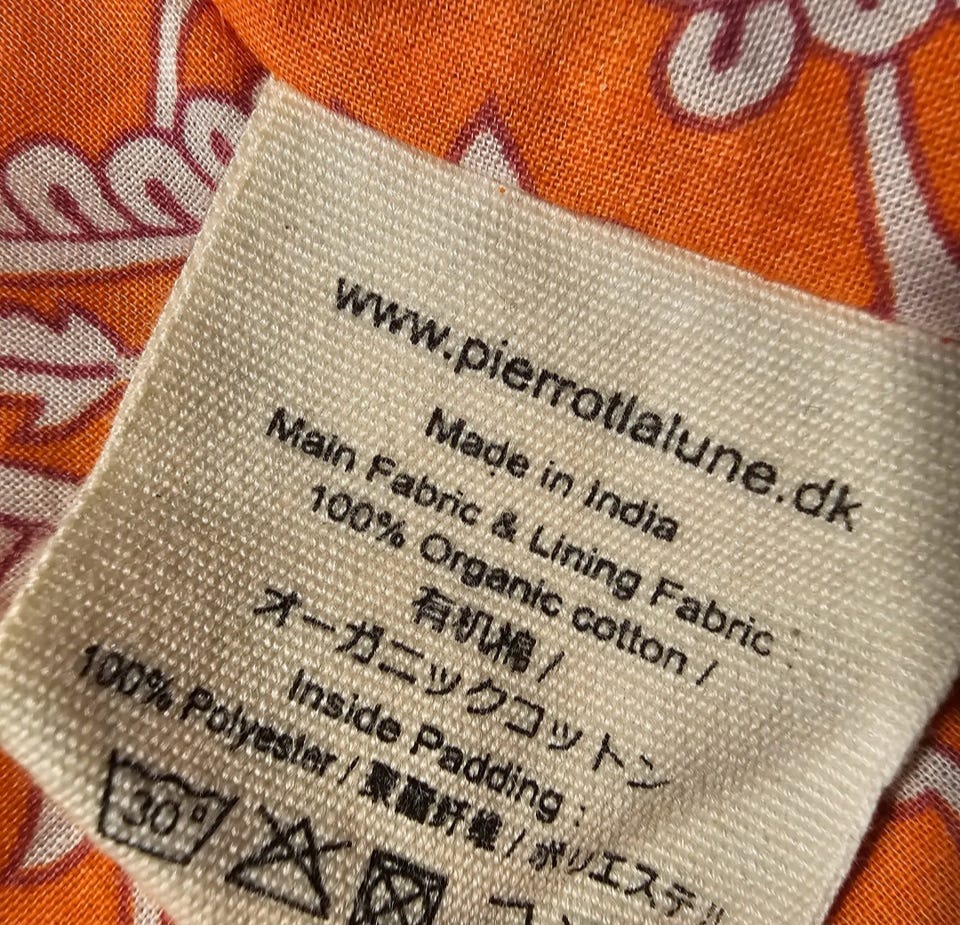 www.pierrotlalune.dk
Made in India
Main Fabric & Lining Fabric :
100% Organic cotton /
有机棉 /
オーガニックコットン
Inside Padding :
100% Polyester / 聚酯纤维 / ポリエステル
30°